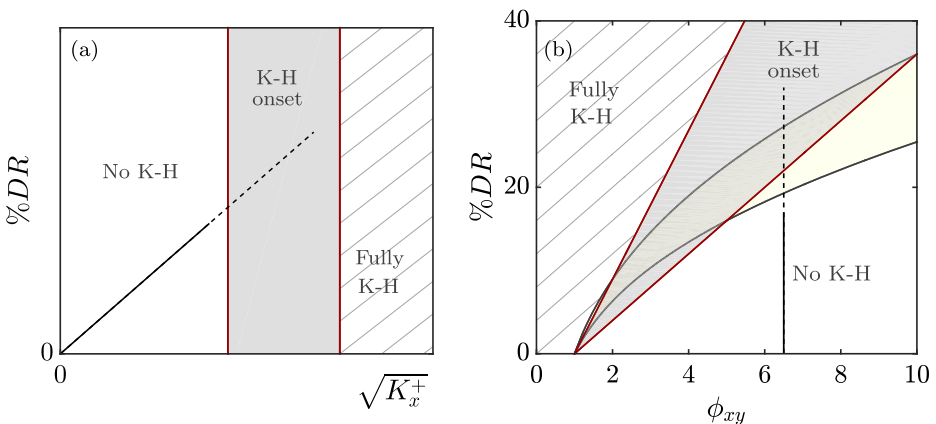 (a)
K-H
onset
No K-H
Fully
K-H
%DR
0
0
√K_x^+
(b)
K-H
onset
Fully
K-H
No K-H
%DR
40
20
0
0
2
4
6
8
10
ϕ_xy